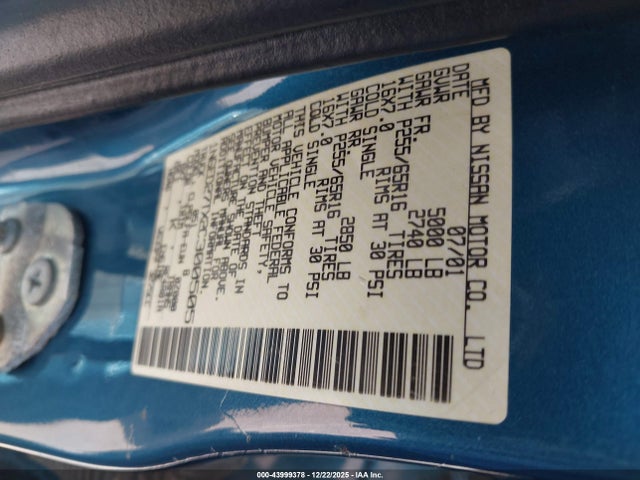 MFD BY NISSAN MOTOR CO., LTD
DATE 07/01
GVWR 5000 LB
GAWR FR: 2740 LB
WITH P255/65R16 TIRES
16X7.0 RIMS AT 30 PSI
COLD SINGLE
GAWR RR 2850 LB
WITH P255/65R16 TIRES
16X7.0 RIMS AT 30 PSI
COLD SINGLE
THIS VEHICLE CONFORMS TO
ALL APPLICABLE FEDERAL
MOTOR VEHICLE SAFETY,
BUMPER AND THEFT
PREVENTION STANDARDS IN
EFFECT ON THE DATE OF
MANUFACTURE SHOWN ABOVE.
000-43999378 - 12/22/2025 - IAAI, Inc.